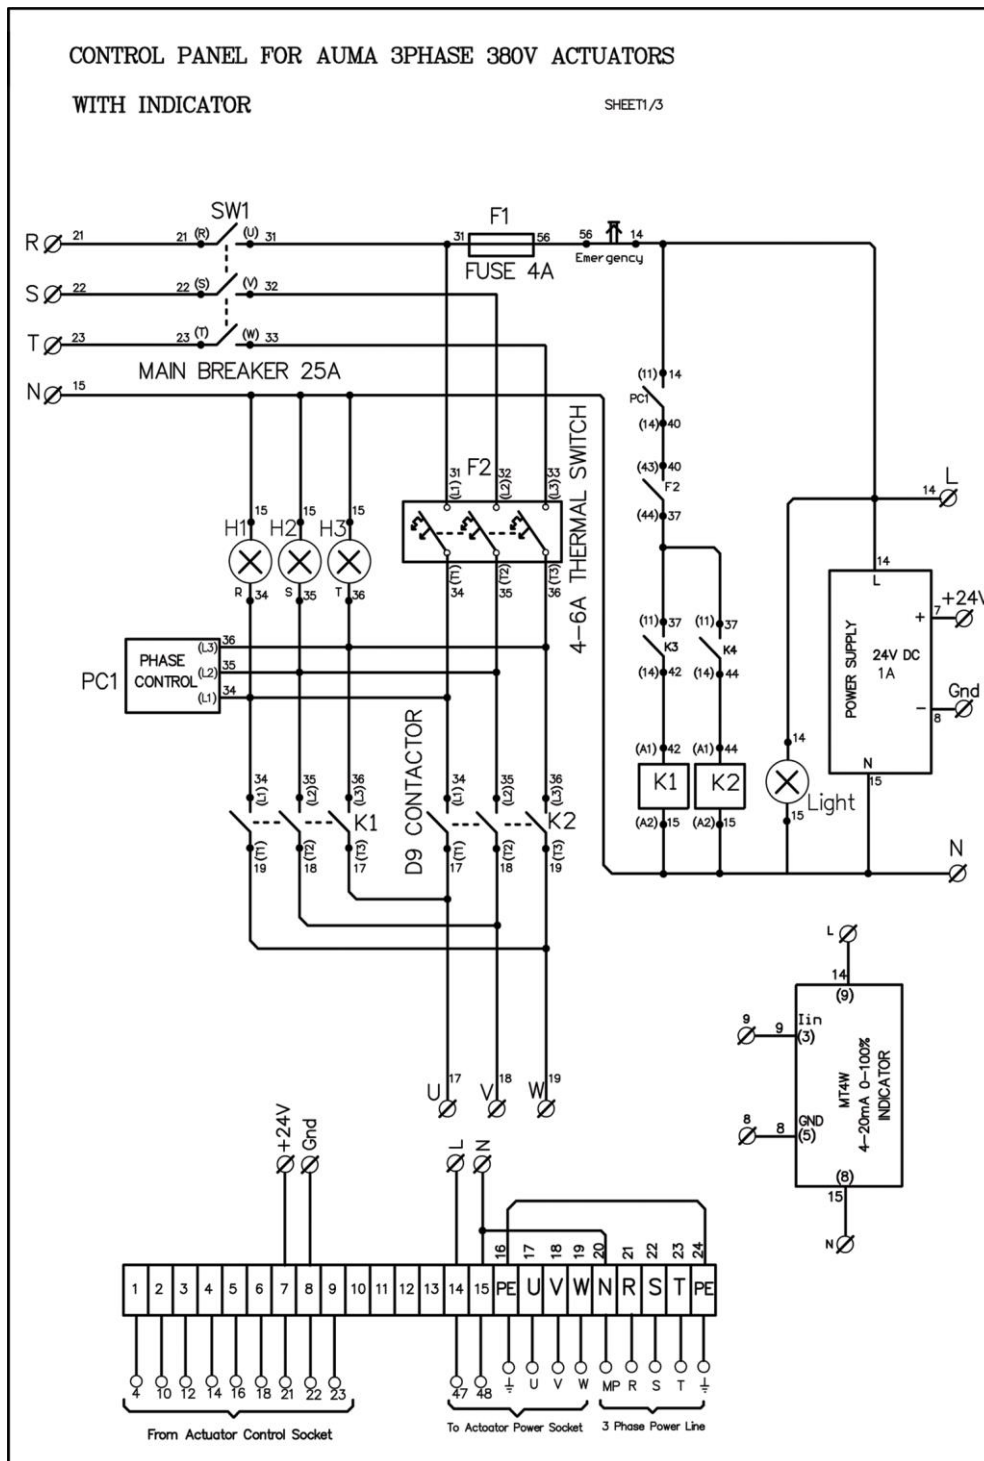 CONTROL PANEL FOR AUMA 3PHASE 380V ACTUATORS
WITH INDICATOR
SHEET1/3
SW1
F1
R 21 21 (R) (U) 31 31 56 56 14
FUSE 4A
Emergency
S 22 22 (S) (V) 32
T 23 23 (T) (W) 33
MAIN BREAKER 25A
N 15
(11) 14
PC1
(14) 40
(43) 40
F2
(44) 37
31 (L1) F2 32 (L2) 33 (L3)
4-6A THERMAL SWITCH
(T1) 34 (T2) 35 (T3) 36
15 15 15
H1 H2 H3
R 34 S 35 T 36
14 L
14
L
+ 7 +24V
POWER SUPPLY
24V DC
1A
- 8 Gnd
N
15
PC1
PHASE
CONTROL
(L3) 36
(L2) 35
(L1) 34
(11) 37 (11) 37
K3 K4
(14) 42 (14) 44
(A1) 42 (A1) 44
K1 K2
(A2) 15 (A2) 15
14
Light
15
D9 CONTACTOR
34 (L1) 35 (L2) 36 (L3) 34 (L1) 35 (L2) 36 (L3)
K1 K2
(T1) 19 (T2) 18 (T3) 17 (T1) 17 (T2) 18 (T3) 19
N
L
14
(9)
9 9 Iin
(3)
MT4W
4-20mA 0-100%
INDICATOR
8 8 GND
(5)
(8)
15
N
U 17 V 18 W 19
+24V Gnd L N
16 17 18 19 20 21 22 23 24
1 2 3 4 5 6 7 8 9 10 11 12 13 14 15 PE U V W N R S T PE
4 10 12 14 16 18 21 22 23 47 48 U V W MP R S T
From Actuator Control Socket
To Actoator Power Socket
3 Phase Power Line